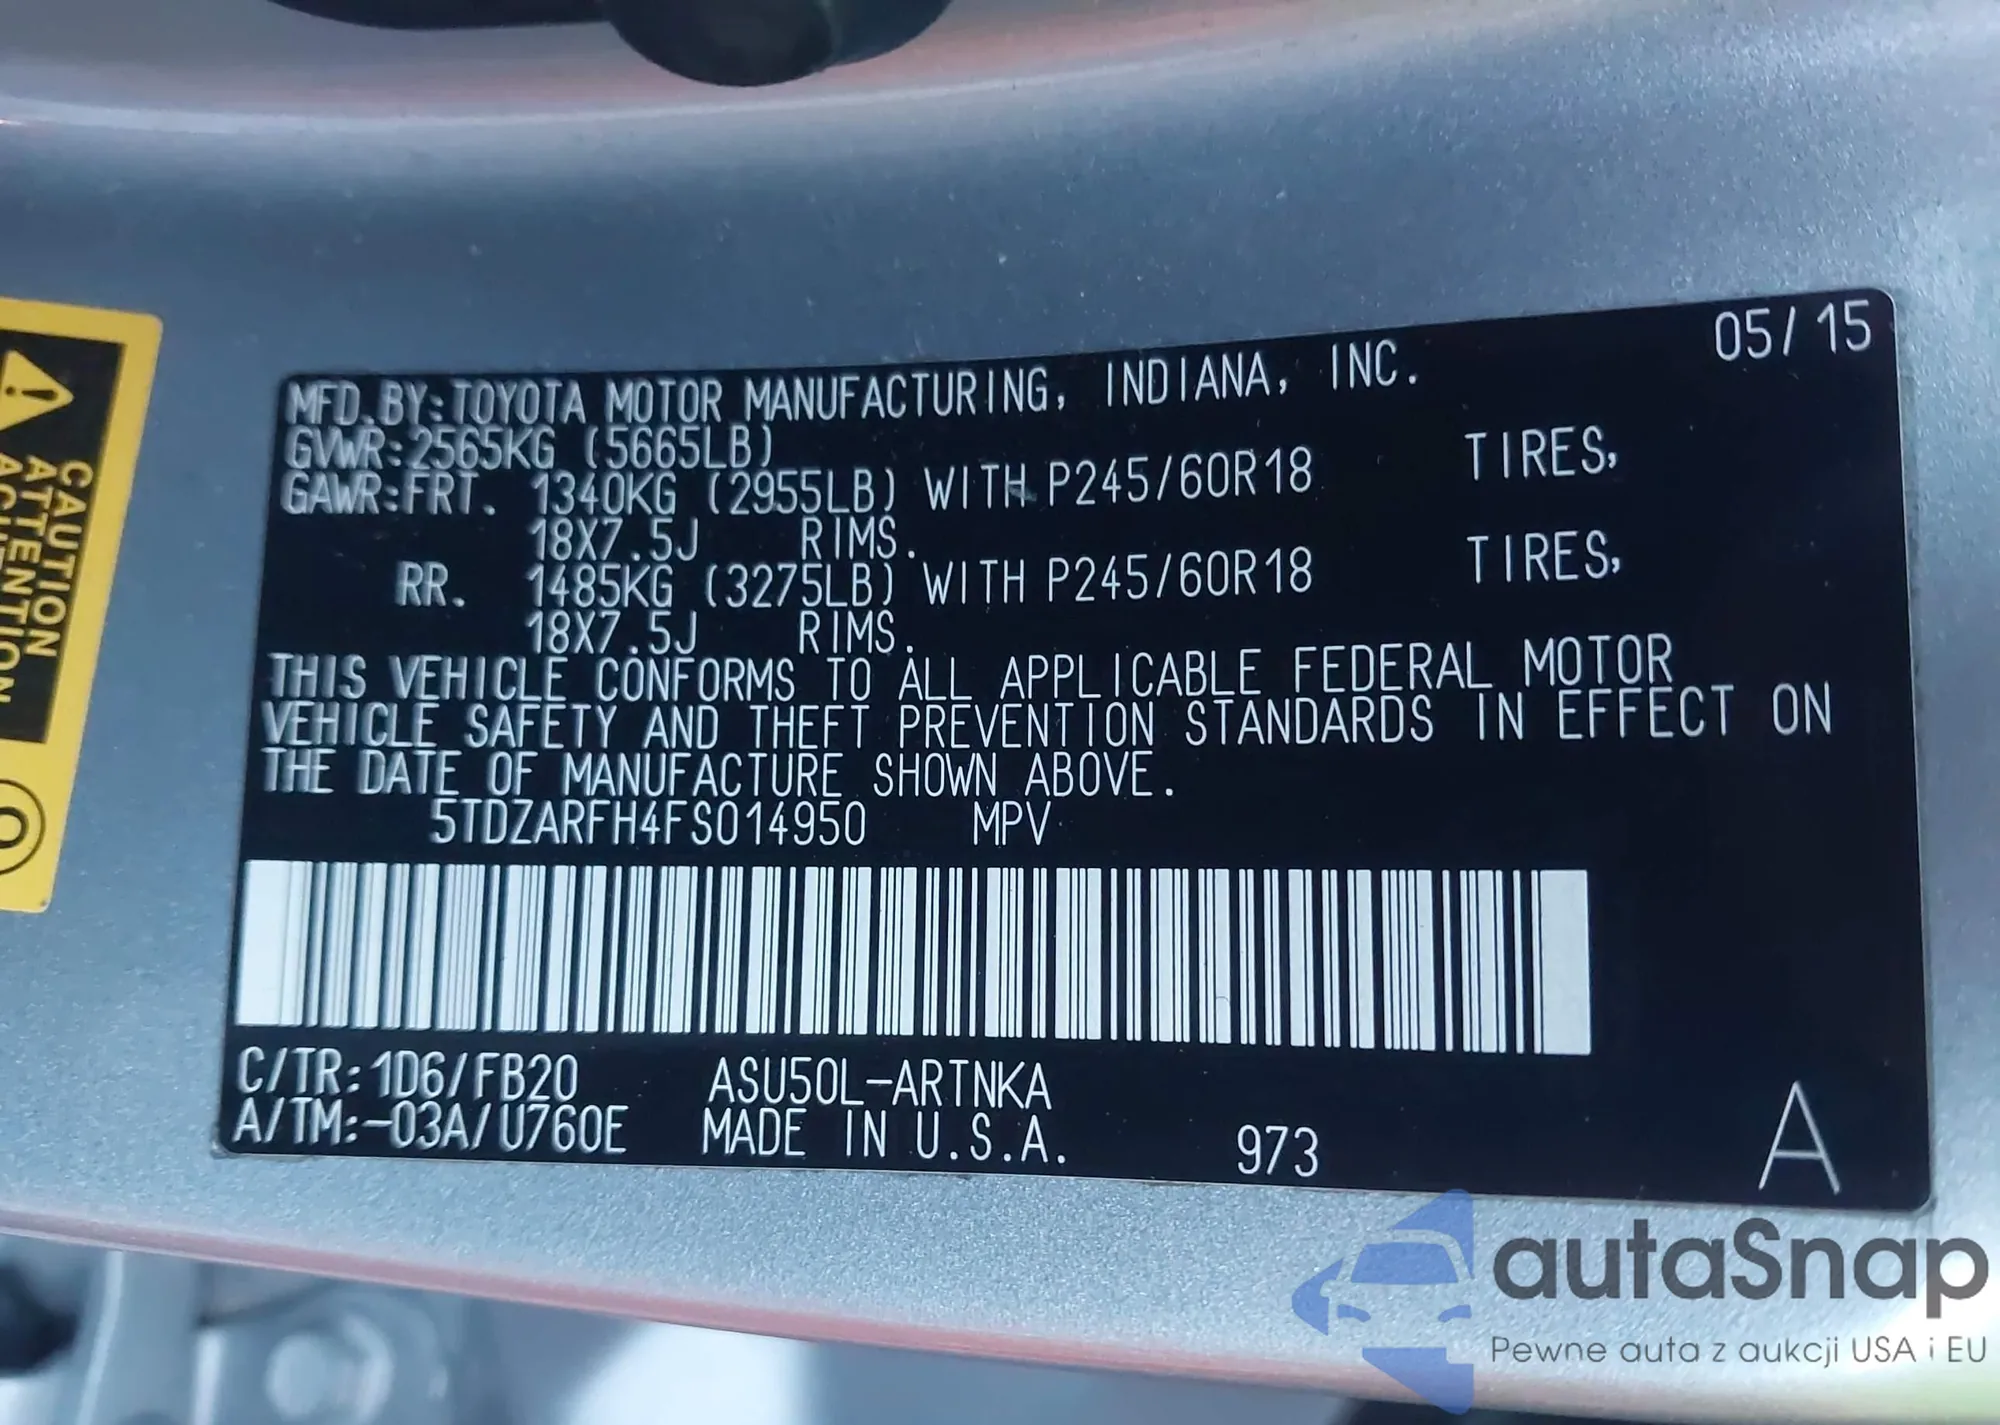 05/15
MFD.BY:TOYOTA MOTOR MANUFACTURING, INDIANA, INC.
GVWR:2565KG (5665LB)
GAWR:FRT. 1340KG (2955LB) WITH P245/60R18 TIRES,
18X7.5J RIMS.
RR. 1485KG (3275LB) WITH P245/60R18 TIRES,
18X7.5J RIMS.
THIS VEHICLE CONFORMS TO ALL APPLICABLE FEDERAL MOTOR
VEHICLE SAFETY AND THEFT PREVENTION STANDARDS IN EFFECT ON
THE DATE OF MANUFACTURE SHOWN ABOVE.
5TDZARFH4FS014950 MPV
C/TR:1D6/FB20 ASU50L-ARTNKA
A/TM:-03A/U760E MADE IN U.S.A. 973 A
CAUTION
ATTENTION
autaSnap
Pewne auta z aukcji USA i EU